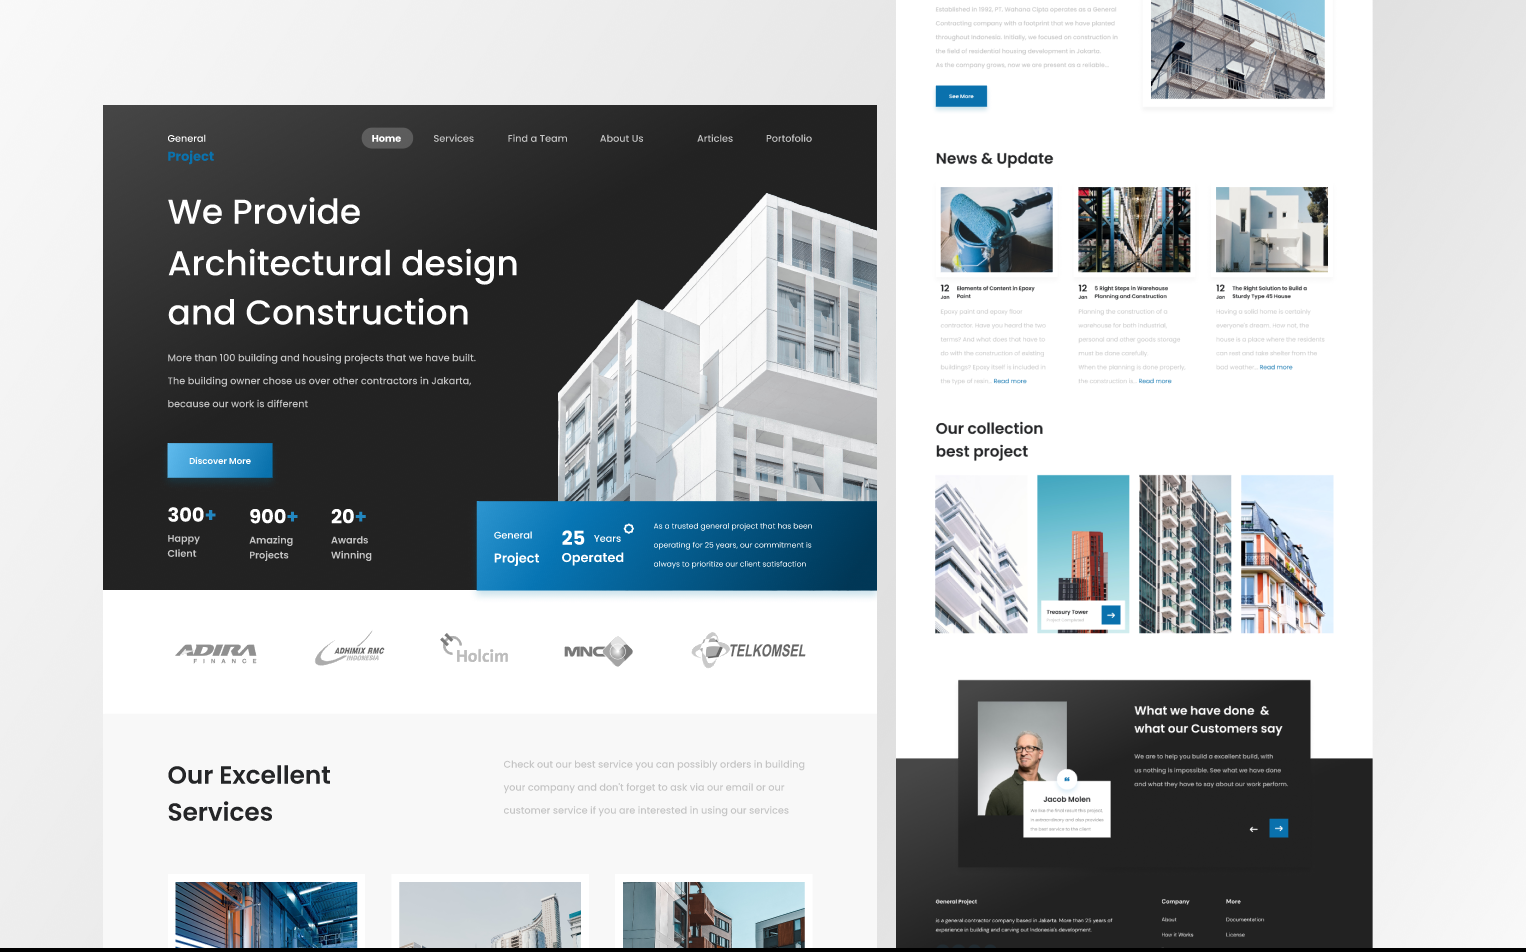 General
Project
Home
Services
Find a Team
About Us
Articles
Portofolio
We Provide
Architectural design
and Construction
More than 100 building and housing projects that we have built.
The building owner chose us over other contractors in Jakarta,
because our work is different
Discover More
300+
Happy
Client
900+
Amazing
Projects
20+
Awards
Winning
General
Project
25 Years
Operated
As a trusted general project that has been
operating for 25 years, our commitment is
always to prioritize our client satisfaction
ADIRA
FINANCE
ADHIMIX RMC
INDONESIA
Holcim
MNC
TELKOMSEL
Our Excellent
Services
Check out our best service you can possibly orders in building
your company and don't forget to ask via our email or our
customer service if you are interested in using our services
Established in 1992, PT. Wahana Cipta operates as a General
Contracting company with a footprint that we have planted
throughout Indonesia. Initially, we focused on construction in
the field of residential housing development in Jakarta.
As the company grows, now we are present as a reliable...
See More
News & Update
12
Jan
Elements of Content in Epoxy
Paint
Epoxy paint and epoxy floor
contractor. Have you heard the two
terms? And what does that have to
do with the construction of existing
buildings? Epoxy itself is included in
the type of resin... Read more
12
Jan
5 Right Steps in Warehouse
Planning and Construction
Planning the construction of a
warehouse for both industrial,
personal and other goods storage
must be done carefully.
When the planning is done properly,
the construction is... Read more
12
Jan
The Right Solution to Build a
Sturdy Type 45 House
Having a solid home is certainly
everyone's dream. How not, the
house is a place where the residents
can rest and take shelter from the
bad weather... Read more
Our collection
best project
Treasury Tower
Project Completed
What we have done &
what our Customers say
We are to help you build a excellent build, with
us nothing is impossible. See what we have done
and what they have to say about our work perform.
Jacob Molen
We like the final result this project,
in extraordinary and also provides
the best service to the client
General Project
is a general contractor company based in Jakarta. More than 25 years of
experience in building and carving out Indonesia's development.
Company
About
How it Works
More
Documentation
License